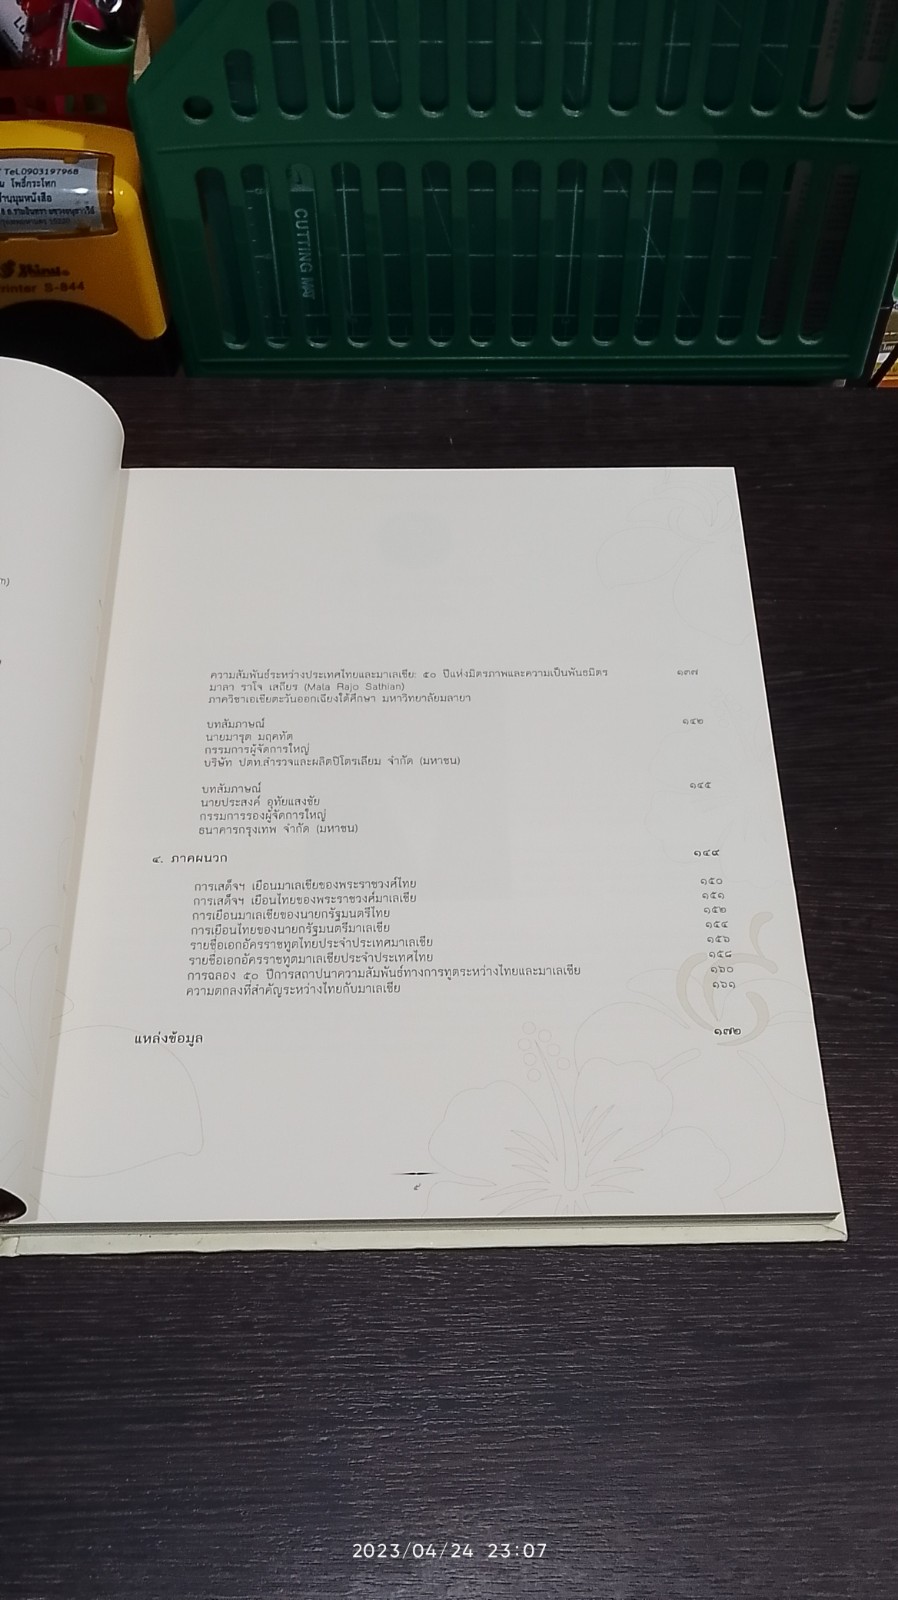 TeL.0903197968
โพธิ์กระโทก
Shiny
Printer S-844
CUTTING MAT
ความสัมพันธ์ระหว่างประเทศไทยและมาเลเซีย: ๕๐ ปีแห่งมิตรภาพและความเป็นพันธมิตร ๑๓๗
มาลา ราโจ เสถียร (Mala Rajo Sathian)
ภาควิชาเอเชียตะวันออกเฉียงใต้ศึกษา มหาวิทยาลัยมลายา
บทสัมภาษณ์ ๑๔๒
นายมารุต มฤคทัต
กรรมการผู้จัดการใหญ่
บริษัท ปตท.สำรวจและผลิตปิโตรเลียม จำกัด (มหาชน)
บทสัมภาษณ์ ๑๔๕
นายประสงค์ อุทัยแสงชัย
กรรมการรองผู้จัดการใหญ่
ธนาคารกรุงเทพ จำกัด (มหาชน)
๔. ภาคผนวก ๑๔๙
การเสด็จฯ เยือนมาเลเซียของพระราชวงศ์ไทย ๑๕๐
การเสด็จฯ เยือนไทยของพระราชวงศ์มาเลเซีย ๑๕๑
การเยือนมาเลเซียของนายกรัฐมนตรีไทย ๑๕๒
การเยือนไทยของนายกรัฐมนตรีมาเลเซีย ๑๕๔
รายชื่อเอกอัครราชทูตไทยประจำประเทศมาเลเซีย ๑๕๖
รายชื่อเอกอัครราชทูตมาเลเซียประจำประเทศไทย ๑๕๘
การฉลอง ๕๐ ปีการสถาปนาความสัมพันธ์ทางการทูตระหว่างไทยและมาเลเซีย ๑๖๐
ความตกลงที่สำคัญระหว่างไทยกับมาเลเซีย ๑๖๑
แหล่งข้อมูล ๑๗๒
๙
2023/04/24 23:07